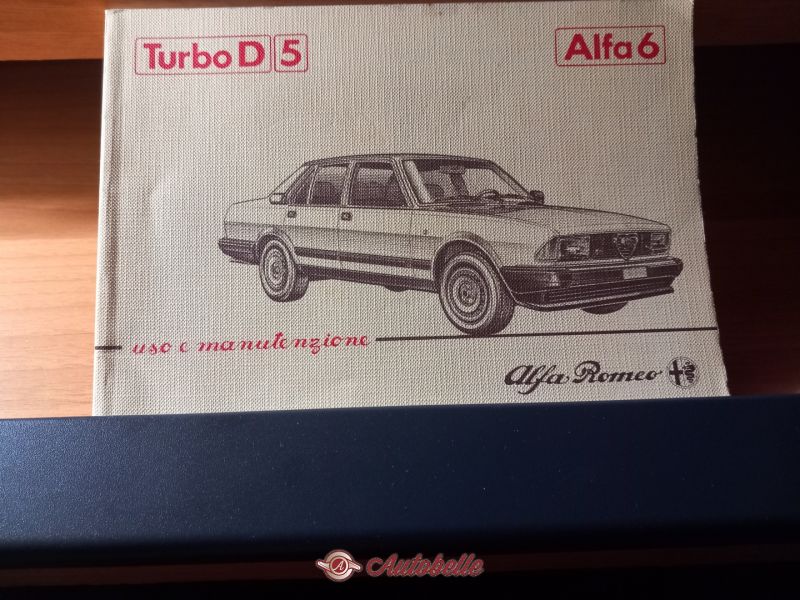 Turbo D 5
Alfa 6
uso e manutenzione
Alfa Romeo
A Autobelle